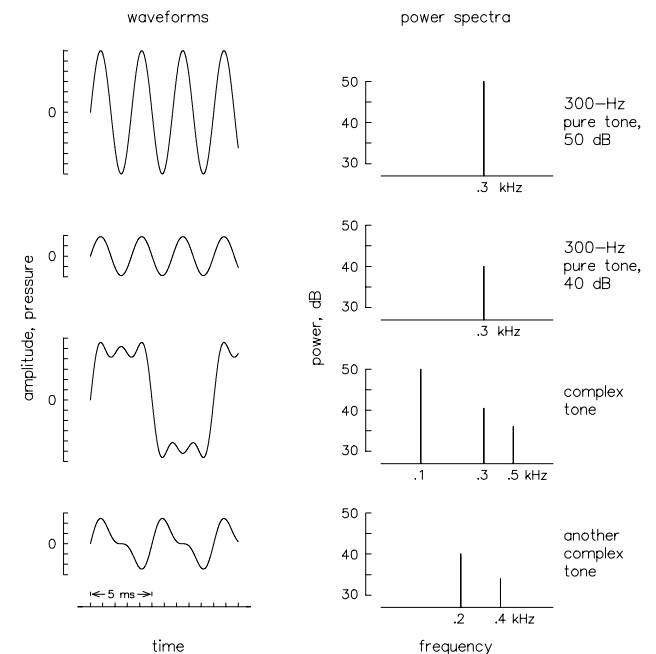 waveforms
power spectra
0
50
40
30
.3 kHz
300-Hz
pure tone,
50 dB
0
50
40
30
.3 kHz
300-Hz
pure tone,
40 dB
amplitude, pressure
power, dB
0
50
40
30
.1 .3 .5 kHz
complex
tone
0
5 ms
50
40
30
.2 .4 kHz
another
complex
tone
time
frequency